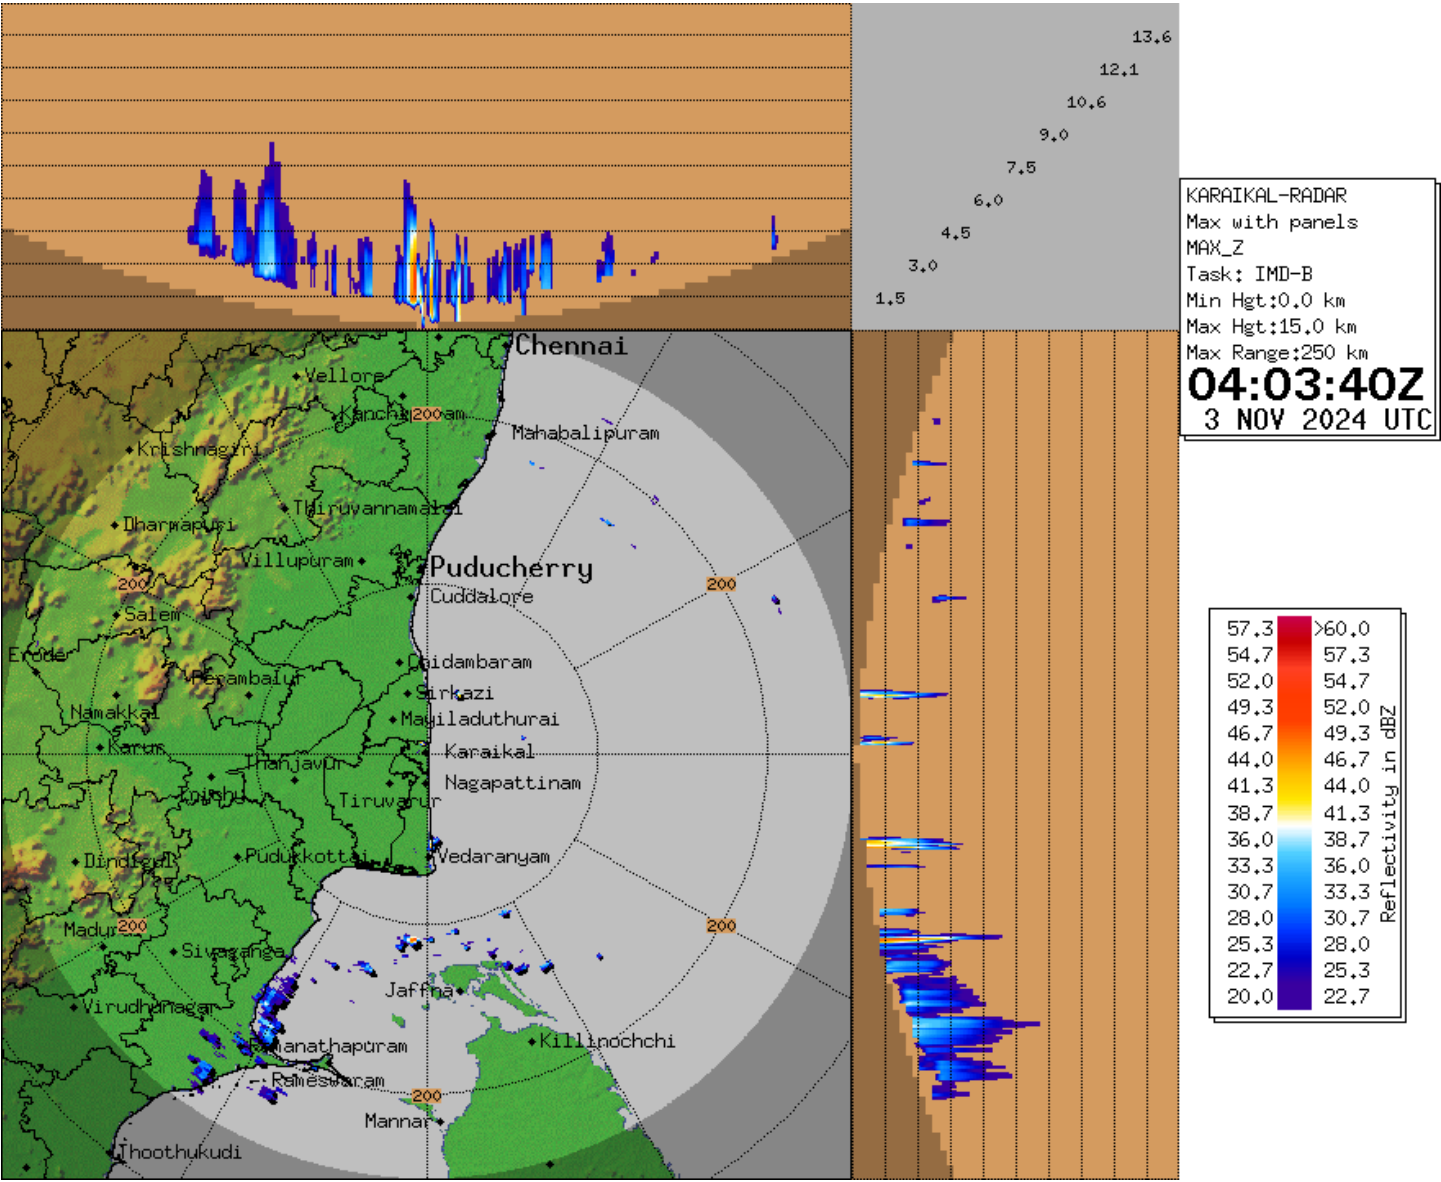 13.6
12.1
10.6
9.0
7.5
6.0
4.5
3.0
1.5
KARAIKAL-RADAR
Max with panels
MAX_Z
Task: IMD-B
Min Hgt:0.0 km
Max Hgt:15.0 km
Max Range:250 km
04:03:40Z
3 NOV 2024 UTC
Chennai
Vellore
200
Mahabalipuram
Krishnagiri
Thiruvannamalai
Dharmapuri
Villupuram
Puducherry
200
200
Cuddalore
Salem
Erode
Chidambaram
Perambalur
Sirkazi
Namakkal
Mayiladuthurai
Karur
Karaikal
Thanjavur
Nagapattinam
Tiruvarur
Dindigul
Pudukkottai
Vedaranyam
200
200
Sivaganga
Jaffna
Virudhunagar
Killinochchi
Ramanathapuram
Rameswaram
200
Mannar
Thoothukudi
57.3 >60.0
54.7 57.3
52.0 54.7
49.3 52.0
46.7 49.3
44.0 46.7
41.3 44.0
38.7 41.3
36.0 38.7
33.3 36.0
30.7 33.3
28.0 30.7
25.3 28.0
22.7 25.3
20.0 22.7
Reflectivity in dBZ